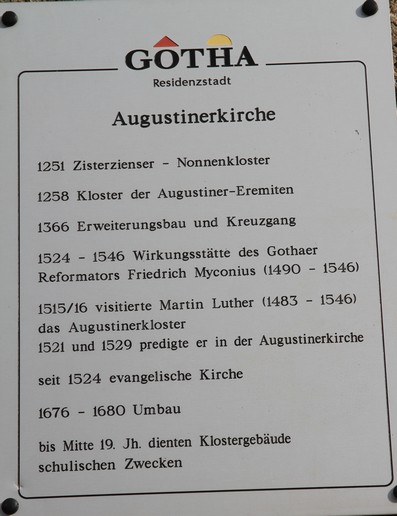 GOTHA
Residenzstadt
Augustinerkirche
1251 Zisterzienser - Nonnenkloster
1258 Kloster der Augustiner-Eremiten
1366 Erweiterungsbau und Kreuzgang
1524 - 1546 Wirkungsstätte des Gothaer
Reformators Friedrich Myconius (1490 - 1546)
1515/16 visitierte Martin Luther (1483 - 1546)
das Augustinerkloster
1521 und 1529 predigte er in der Augustinerkirche
seit 1524 evangelische Kirche
1676 - 1680 Umbau
bis Mitte 19. Jh. dienten Klostergebäude
schulischen Zwecken